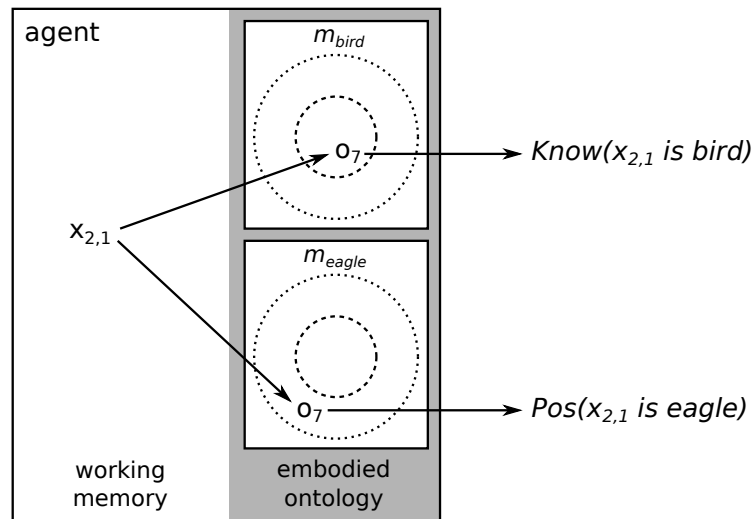 agent
m_bird
o_7
Know(x_2,1 is bird)
x_2,1
m_eagle
o_7
Pos(x_2,1 is eagle)
working
memory
embodied
ontology